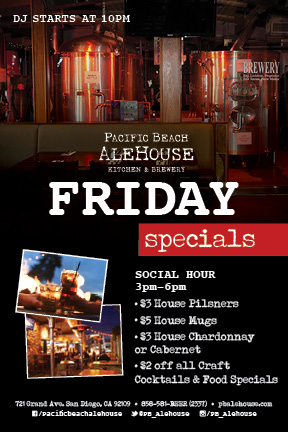 DJ STARTS AT 10PM
BREWERY
PACIFIC BEACH
ALEHOUSE
KITCHEN & BREWERY
FRIDAY
specials
SOCIAL HOUR
3pm-6pm
• $3 House Pilsners
• $5 House Mugs
• $3 House Chardonnay
or Cabernet
• $2 off all Craft
Cocktails & Food Specials
721 Grand Ave. San Diego, CA 92109 • 858-581-BEER (2337) • pbalehouse.com
/pacificbeachalehouse @PB_Alehouse /PB_Alehouse